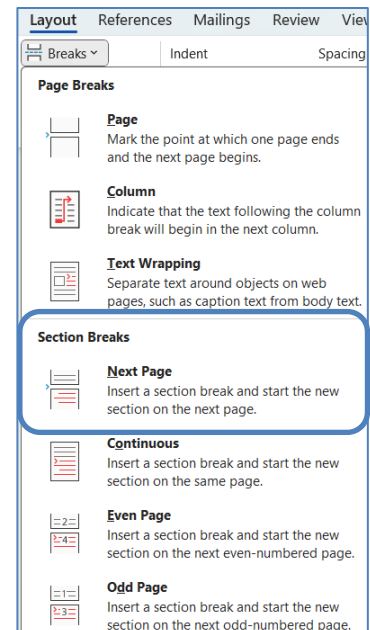 Layout References Mailings Review View
Breaks Indent Spacing
Page Breaks
Page
Mark the point at which one page ends
and the next page begins.
Column
Indicate that the text following the column
break will begin in the next column.
Text Wrapping
Separate text around objects on web
pages, such as caption text from body text.
Section Breaks
Next Page
Insert a section break and start the new
section on the next page.
Continuous
Insert a section break and start the new
section on the same page.
=2=
=4=
Even Page
Insert a section break and start the new
section on the next even-numbered page.
=1=
=3=
Odd Page
Insert a section break and start the new
section on the next odd-numbered page.